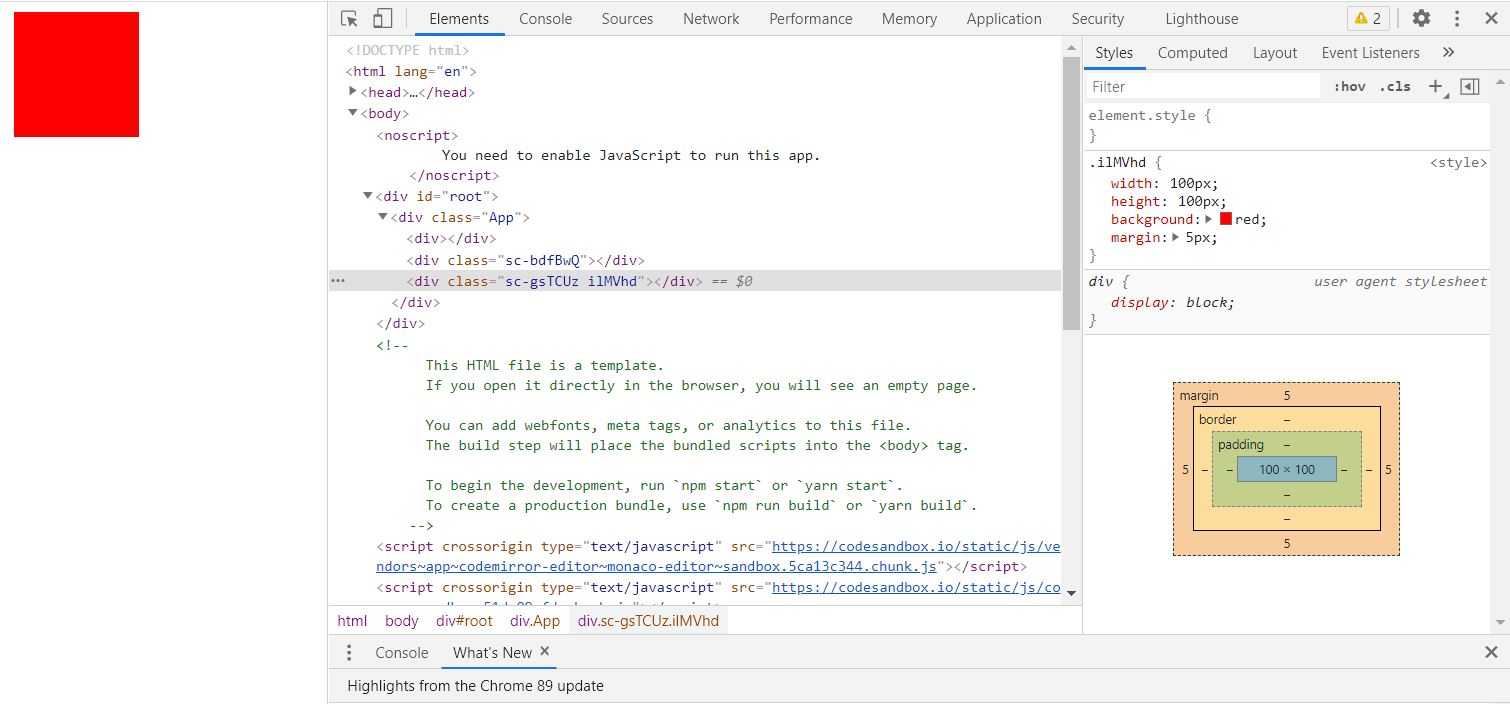 Elements Console Sources Network Performance Memory Application Security Lighthouse 2
<!DOCTYPE html>
<html lang="en">
<head>…</head>
<body>
<noscript>
You need to enable JavaScript to run this app.
</noscript>
<div id="root">
<div class="App">
<div></div>
<div class="sc-bdfBwQ"></div>
<div class="sc-gsTCUz ilMVhd"></div> == $0
</div>
</div>
<!--
This HTML file is a template.
If you open it directly in the browser, you will see an empty page.
You can add webfonts, meta tags, or analytics to this file.
The build step will place the bundled scripts into the <body> tag.
To begin the development, run `npm start` or `yarn start`.
To create a production bundle, use `npm run build` or `yarn build`.
-->
<script crossorigin type="text/javascript" src="https://codesandbox.io/static/js/ve
ndors~app~codemirror-editor~monaco-editor~sandbox.5ca13c344.chunk.js"></script>
<script crossorigin type="text/javascript" src="https://codesandbox.io/static/js/co
html body div#root div.App div.sc-gsTCUz.ilMVhd
Styles Computed Layout Event Listeners »
Filter :hov .cls +
element.style {
}
.ilMVhd { <style>
width: 100px;
height: 100px;
background: red;
margin: 5px;
}
div { user agent stylesheet
display: block;
}
margin 5
border –
padding –
5 – – 100 × 100 – – 5
–
–
5
Console What's New ×
Highlights from the Chrome 89 update